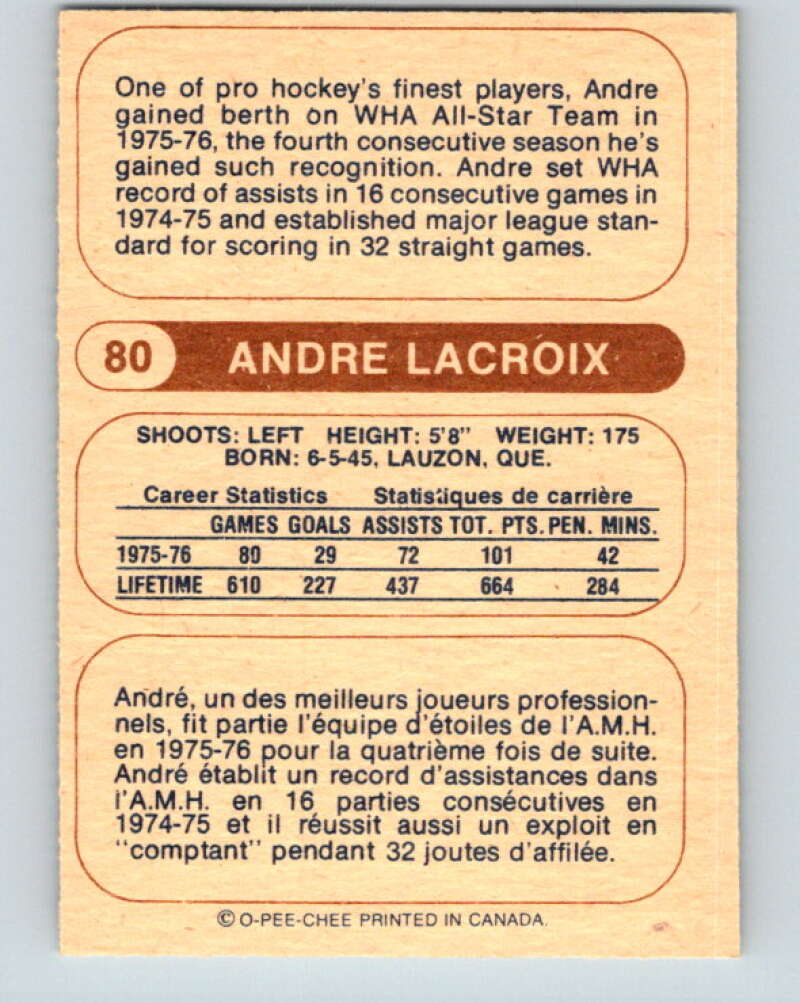 One of pro hockey's finest players, Andre
gained berth on WHA All-Star Team in
1975-76, the fourth consecutive season he's
gained such recognition. Andre set WHA
record of assists in 16 consecutive games in
1974-75 and established major league stan-
dard for scoring in 32 straight games.
80 ANDRE LACROIX
SHOOTS: LEFT HEIGHT: 5'8" WEIGHT: 175
BORN: 6-5-45, LAUZON, QUE.
Career Statistics Statistiques de carrière
GAMES GOALS ASSISTS TOT. PTS. PEN. MINS.
1975-76 80 29 72 101 42
LIFETIME 610 227 437 664 284
André, un des meilleurs joueurs profession-
nels, fit partie l'équipe d'étoiles de l'A.M.H.
en 1975-76 pour la quatrième fois de suite.
André établit un record d'assistances dans
l'A.M.H. en 16 parties consécutives en
1974-75 et il réussit aussi un exploit en
"comptant" pendant 32 joutes d'affilée.
© O-PEE-CHEE PRINTED IN CANADA.